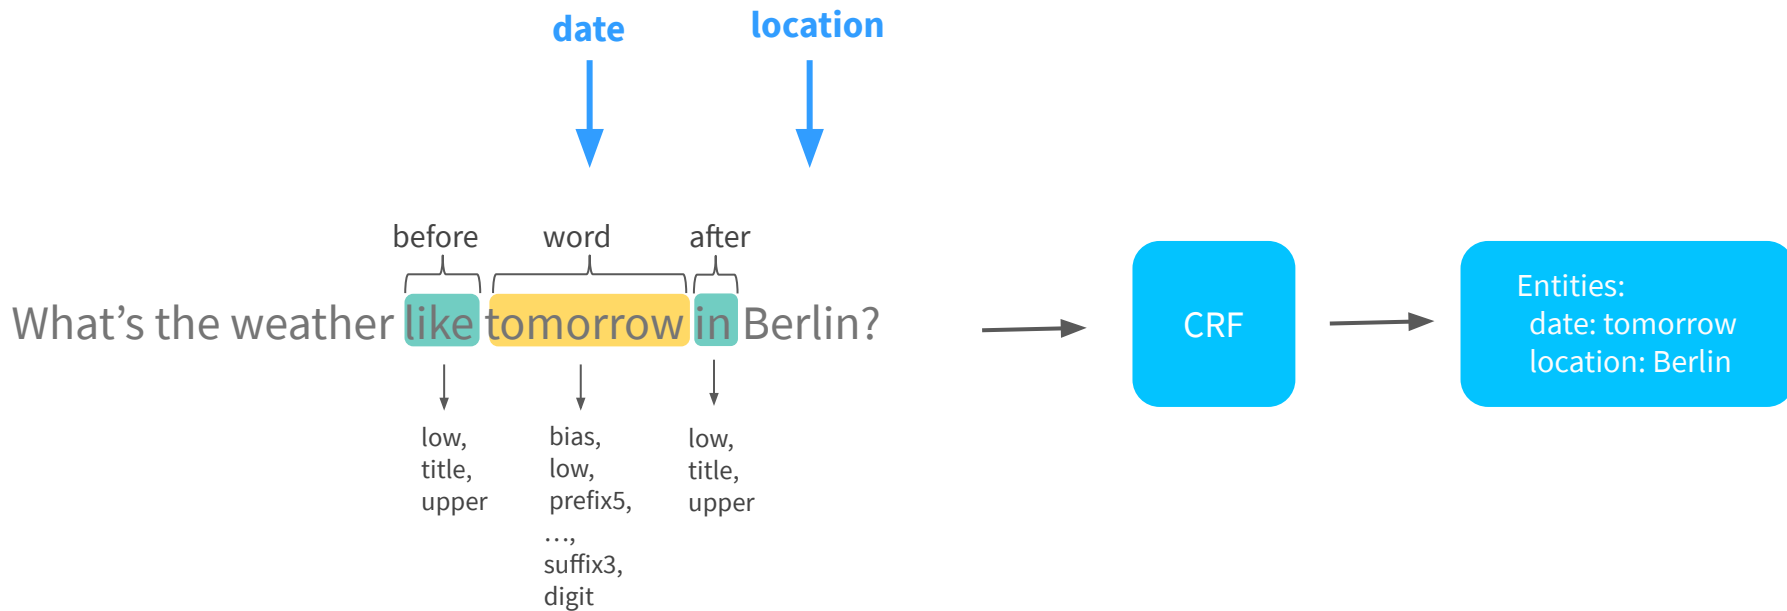 date
location
before
word
after
What’s the weather like tomorrow in Berlin?
low,
title,
upper
bias,
low,
prefix5,
…,
suffix3,
digit
low,
title,
upper
CRF
Entities:
date: tomorrow
location: Berlin